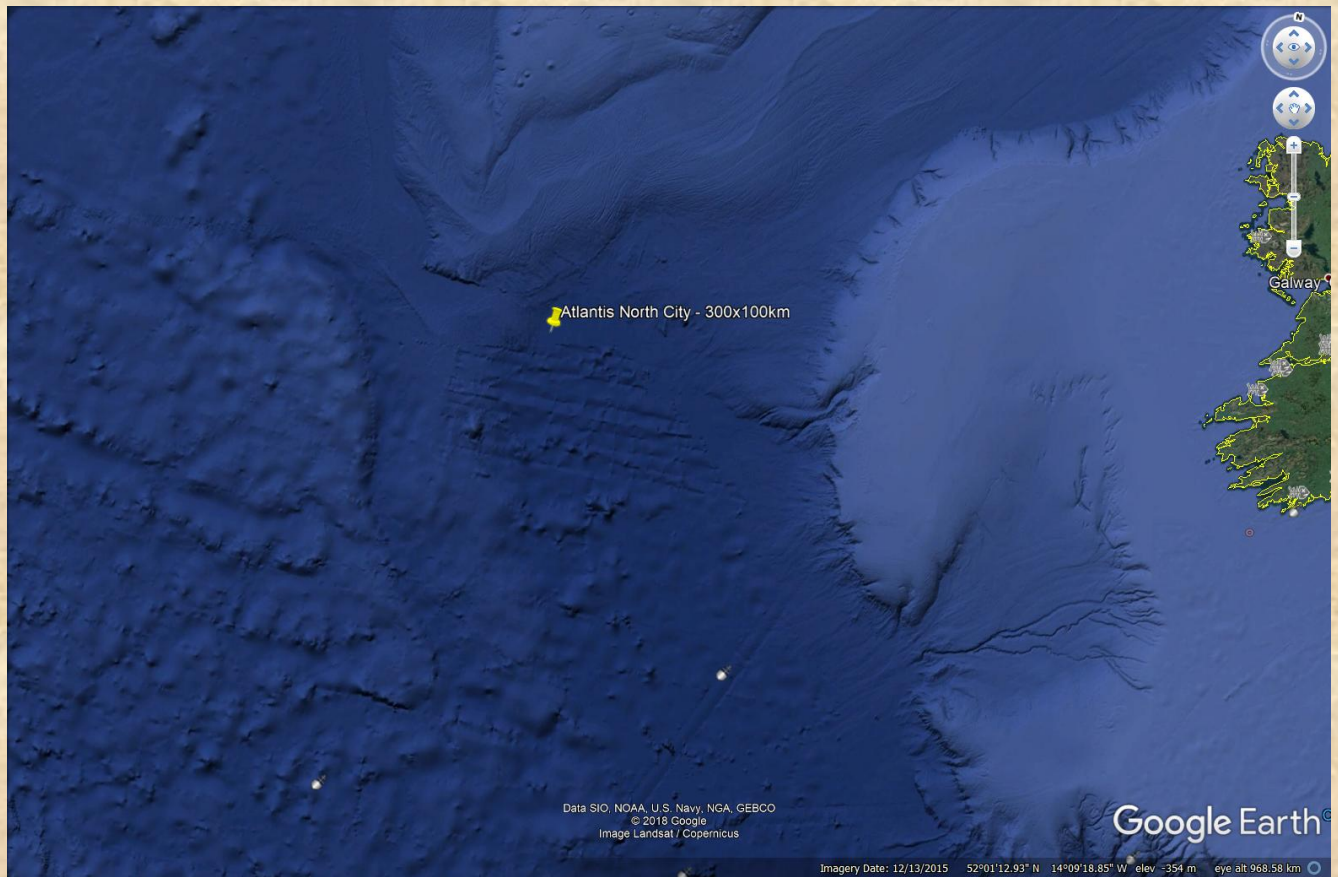 N
Galway
Atlantis North City - 300x100km
Data SIO, NOAA, U.S. Navy, NGA, GEBCO
© 2018 Google
Image Landsat / Copernicus
Google Earth
Imagery Date: 12/13/2015 52°01'12.93" N 14°09'18.85" W elev -354 m eye alt 968.58 km